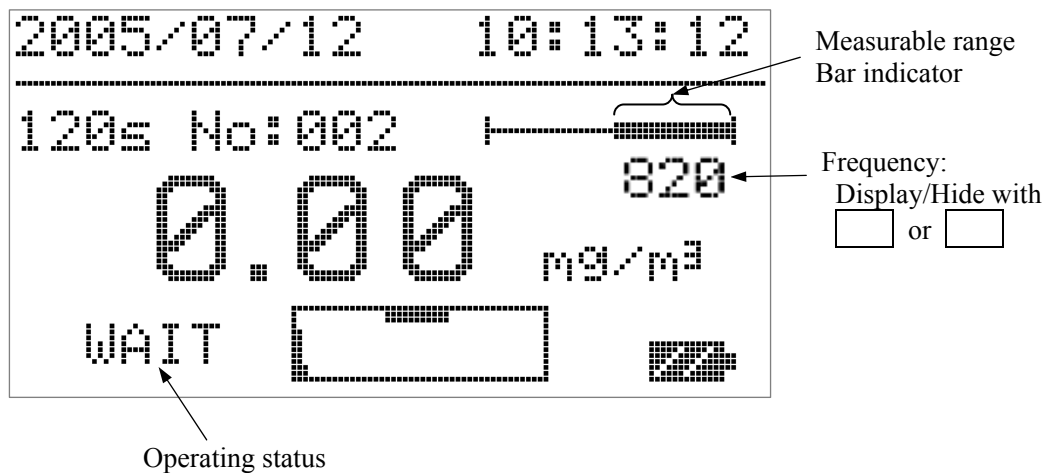 2005/07/12 10:13:12
Measurable range
Bar indicator
120s No:002
820
Frequency:
Display/Hide with
or
0.00 mg/m³
WAIT
Operating status